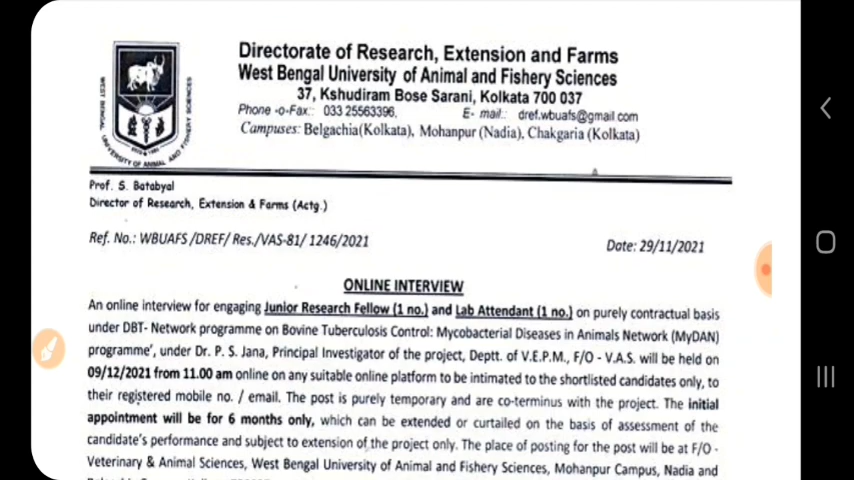 Directorate of Research, Extension and Farms
West Bengal University of Animal and Fishery Sciences
37, Kshudiram Bose Sarani, Kolkata 700 037
Phone -o-Fax:: 033 25563396, E- mail.: dref.wbuafs@gmail.com
Campuses: Belgachia(Kolkata), Mohanpur (Nadia), Chakgaria (Kolkata)
WEST BENGAL UNIVERSITY OF ANIMAL AND FISHERY SCIENCES
Prof. S. Batabyal
Director of Research, Extension & Farms (Actg.)
Ref. No.: WBUAFS /DREF/ Res./VAS-81/ 1246/2021 Date: 29/11/2021
ONLINE INTERVIEW
An online interview for engaging Junior Research Fellow (1 no.) and Lab Attendant (1 no.) on purely contractual basis
under DBT- Network programme on Bovine Tuberculosis Control: Mycobacterial Diseases in Animals Network (MyDAN)
programme', under Dr. P. S. Jana, Principal Investigator of the project, Deptt. of V.E.P.M., F/O - V.A.S. will be held on
09/12/2021 from 11.00 am online on any suitable online platform to be intimated to the shortlisted candidates only, to
their registered mobile no. / email. The post is purely temporary and are co-terminus with the project. The initial
appointment will be for 6 months only, which can be extended or curtailed on the basis of assessment of the
candidate's performance and subject to extension of the project only. The place of posting for the post will be at F/O -
Veterinary & Animal Sciences, West Bengal University of Animal and Fishery Sciences, Mohanpur Campus, Nadia and